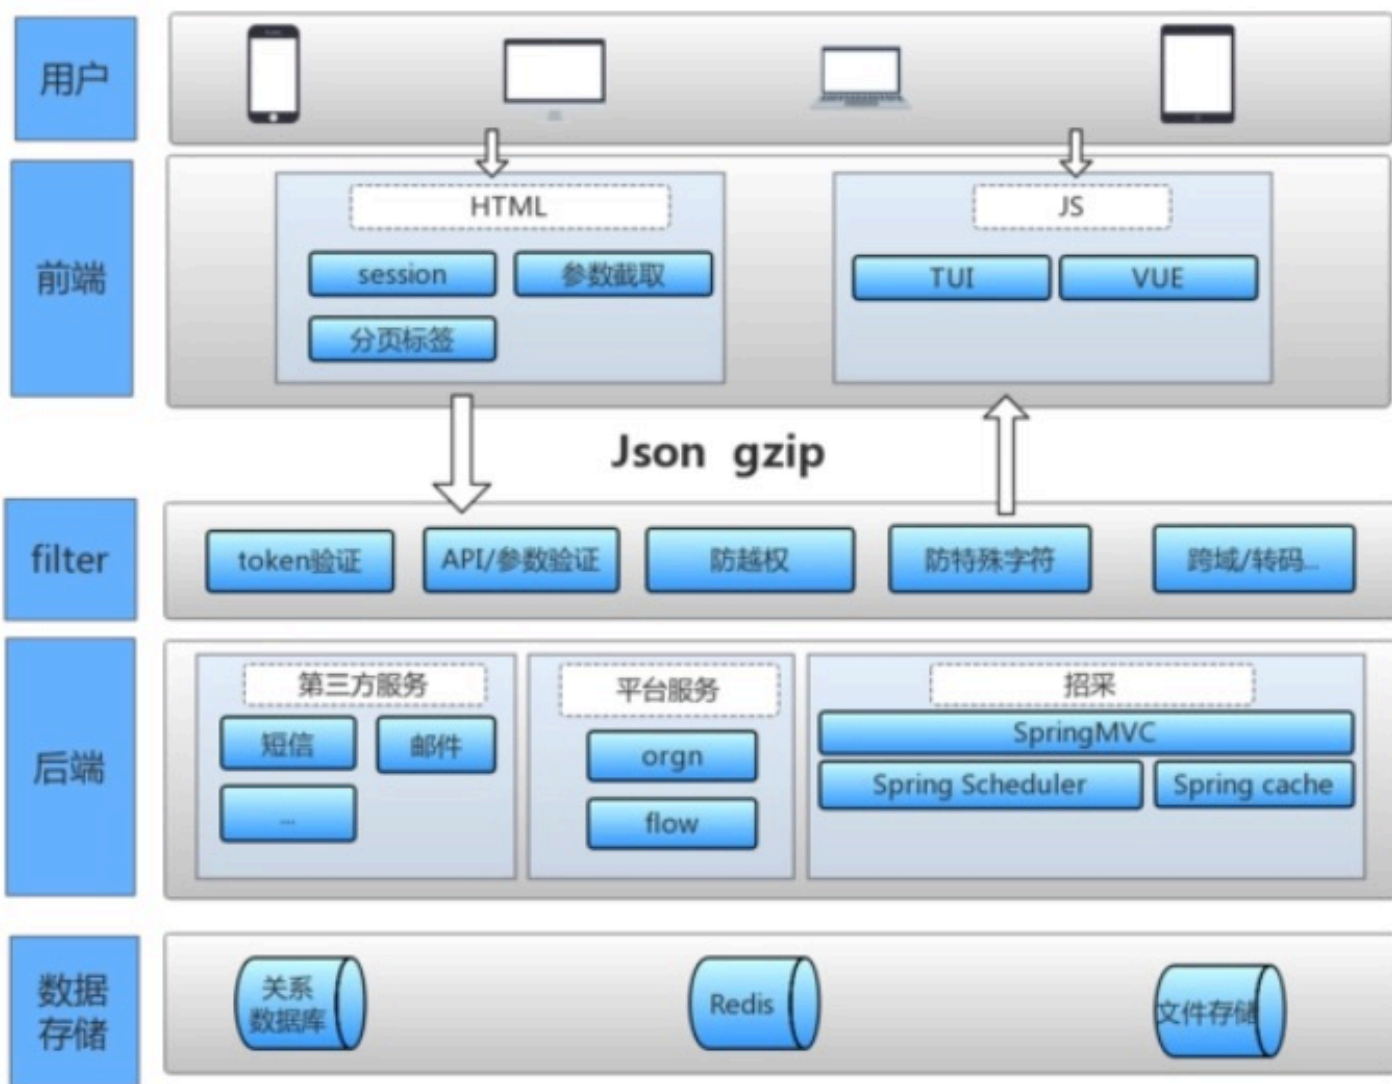 用户
前端
HTML
session
参数截取
分页标签
JS
TUI
VUE
Json gzip
filter
token验证
API/参数验证
防越权
防特殊字符
跨域/转码...
后端
第三方服务
短信
邮件
...
平台服务
orgn
flow
招采
SpringMVC
Spring Scheduler
Spring cache
数据
存储
关系
数据库
Redis
文件存储